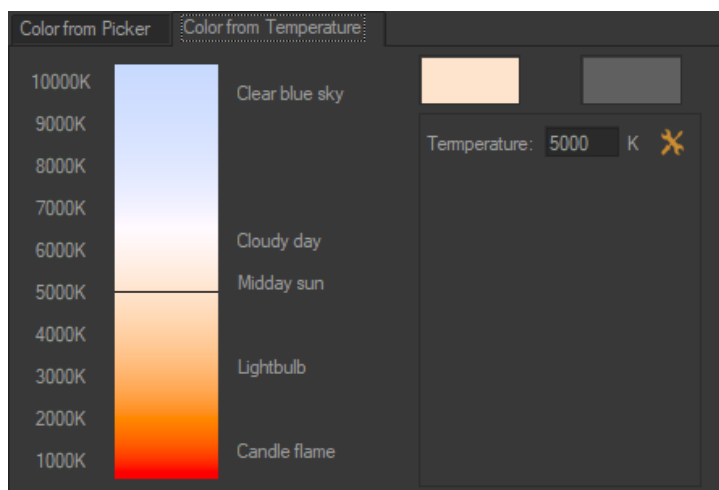 Color from Picker
Color from Temperature
10000K
Clear blue sky
9000K
Temperature: 5000 K
8000K
7000K
6000K
Cloudy day
5000K
Midday sun
4000K
3000K
Lightbulb
2000K
1000K
Candle flame